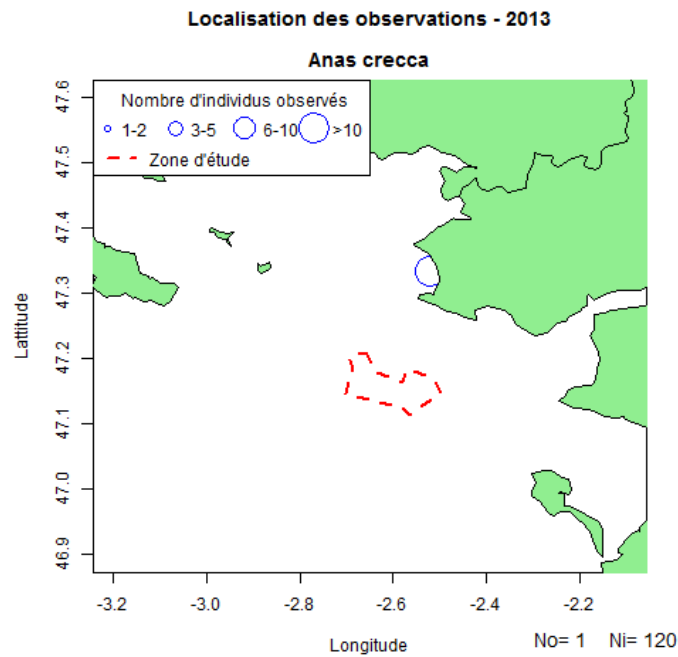 Localisation des observations - 2013
Anas crecca
Nombre d'individus observés
1-2 3-5 6-10 >10
Zone d'étude
47.6
47.5
47.4
47.3
47.2
47.1
47.0
46.9
Lattitude
-3.2 -3.0 -2.8 -2.6 -2.4 -2.2
Longitude
No= 1 Ni= 120